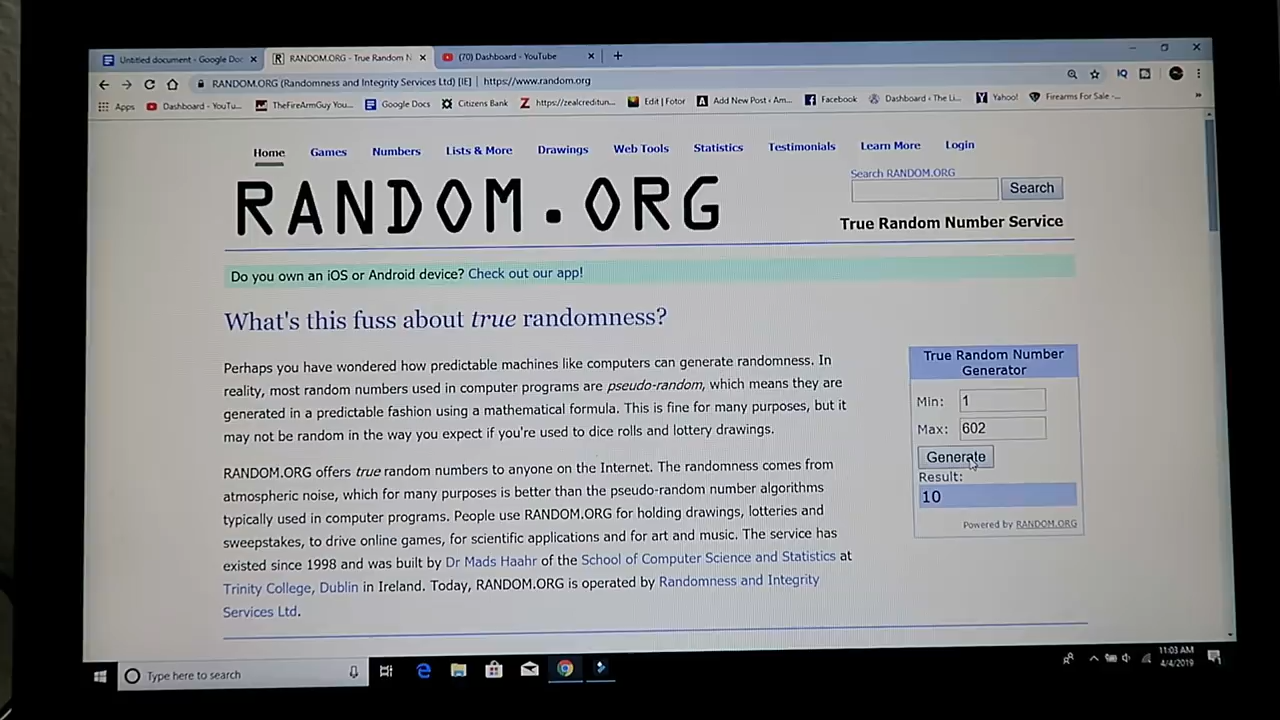 Untitled document - Google Doc
RANDOM.ORG - True Random N
(70) Dashboard - YouTube
RANDOM.ORG (Randomness and Integrity Services Ltd) [IE] | https://www.random.org
Apps Dashboard - YouTu... TheFireArmGuy You... Google Docs Citizens Bank https://zealcreditun... Edit | Fotor Add New Post ‹ Am... Facebook Dashboard ‹ The Li... Yahoo! Firearms For Sale -... »
Home Games Numbers Lists & More Drawings Web Tools Statistics Testimonials Learn More Login
Search RANDOM.ORG
Search
RANDOM.ORG
True Random Number Service
Do you own an iOS or Android device? Check out our app!
What's this fuss about true randomness?
Perhaps you have wondered how predictable machines like computers can generate randomness. In
reality, most random numbers used in computer programs are pseudo-random, which means they are
generated in a predictable fashion using a mathematical formula. This is fine for many purposes, but it
may not be random in the way you expect if you're used to dice rolls and lottery drawings.
RANDOM.ORG offers true random numbers to anyone on the Internet. The randomness comes from
atmospheric noise, which for many purposes is better than the pseudo-random number algorithms
typically used in computer programs. People use RANDOM.ORG for holding drawings, lotteries and
sweepstakes, to drive online games, for scientific applications and for art and music. The service has
existed since 1998 and was built by Dr Mads Haahr of the School of Computer Science and Statistics at
Trinity College, Dublin in Ireland. Today, RANDOM.ORG is operated by Randomness and Integrity
Services Ltd.
True Random Number
Generator
Min: 1
Max: 602
Generate
Result:
10
Powered by RANDOM.ORG
Type here to search
11:03 AM
4/4/2019